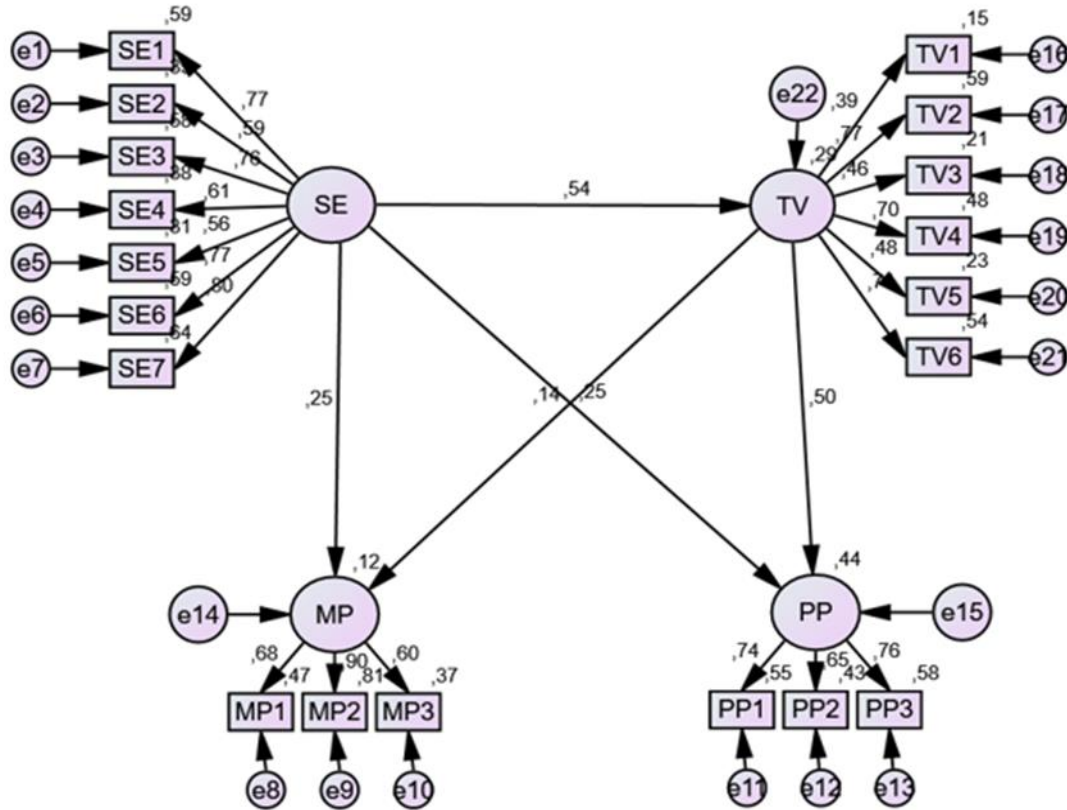 ,59
e1 SE1
e2 SE2
,58
e3 SE3
,38
e4 SE4
,31
e5 SE5
,59
e6 SE6
,64
e7 SE7
,77
,59
,76
,61
,56
,77
,80
SE
,54
e22
,29
TV
,39
,77
,46
,70
,48
,15
TV1 e16
,59
TV2 e17
,21
TV3 e18
,48
TV4 e19
,23
TV5 e20
,54
TV6 e21
,25
,14
,25
,50
,12
e14 MP
,44
PP e15
,68 ,90 ,60
,47 ,81 ,37
MP1 MP2 MP3
e8 e9 e10
,74 ,65 ,76
,55 ,43 ,58
PP1 PP2 PP3
e11 e12 e13